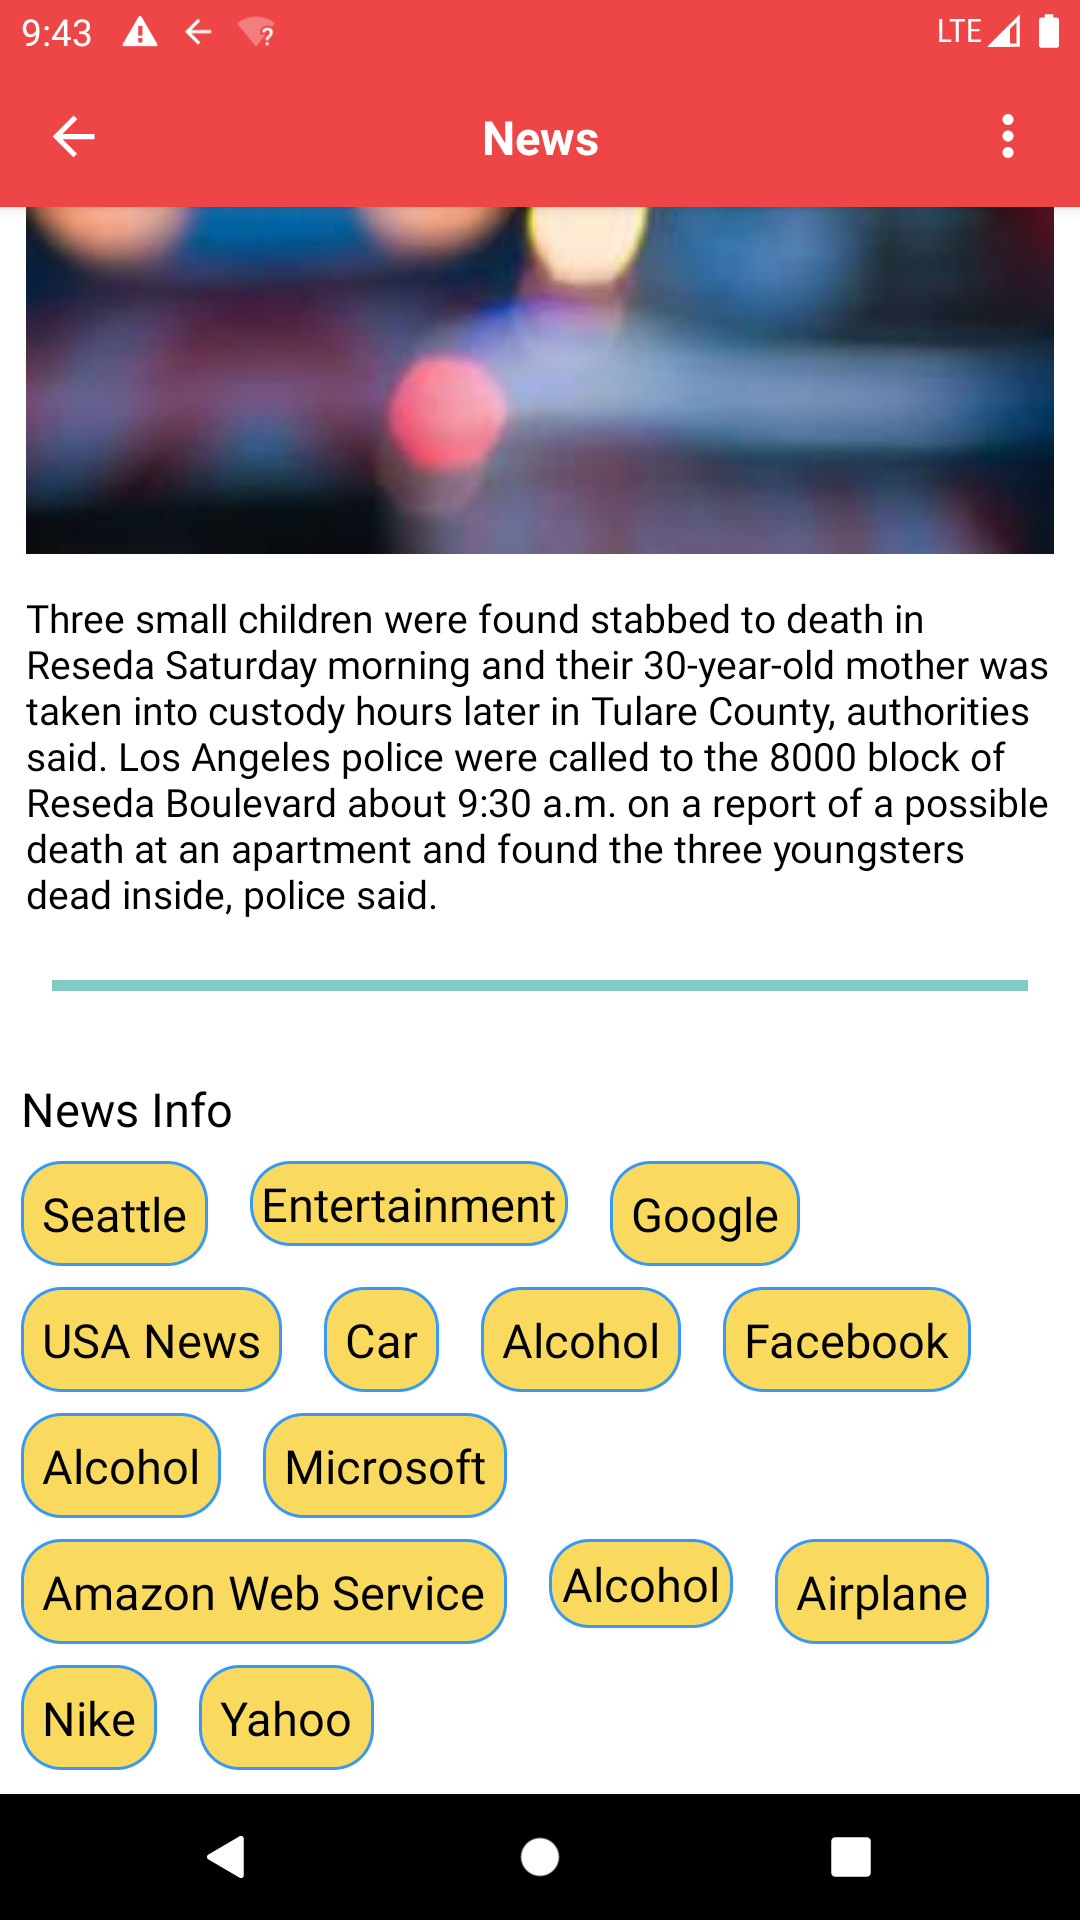 9:43 LTE
News
Three small children were found stabbed to death in
Reseda Saturday morning and their 30-year-old mother was
taken into custody hours later in Tulare County, authorities
said. Los Angeles police were called to the 8000 block of
Reseda Boulevard about 9:30 a.m. on a report of a possible
death at an apartment and found the three youngsters
dead inside, police said.
News Info
Seattle Entertainment Google
USA News Car Alcohol Facebook
Alcohol Microsoft
Amazon Web Service Alcohol Airplane
Nike Yahoo